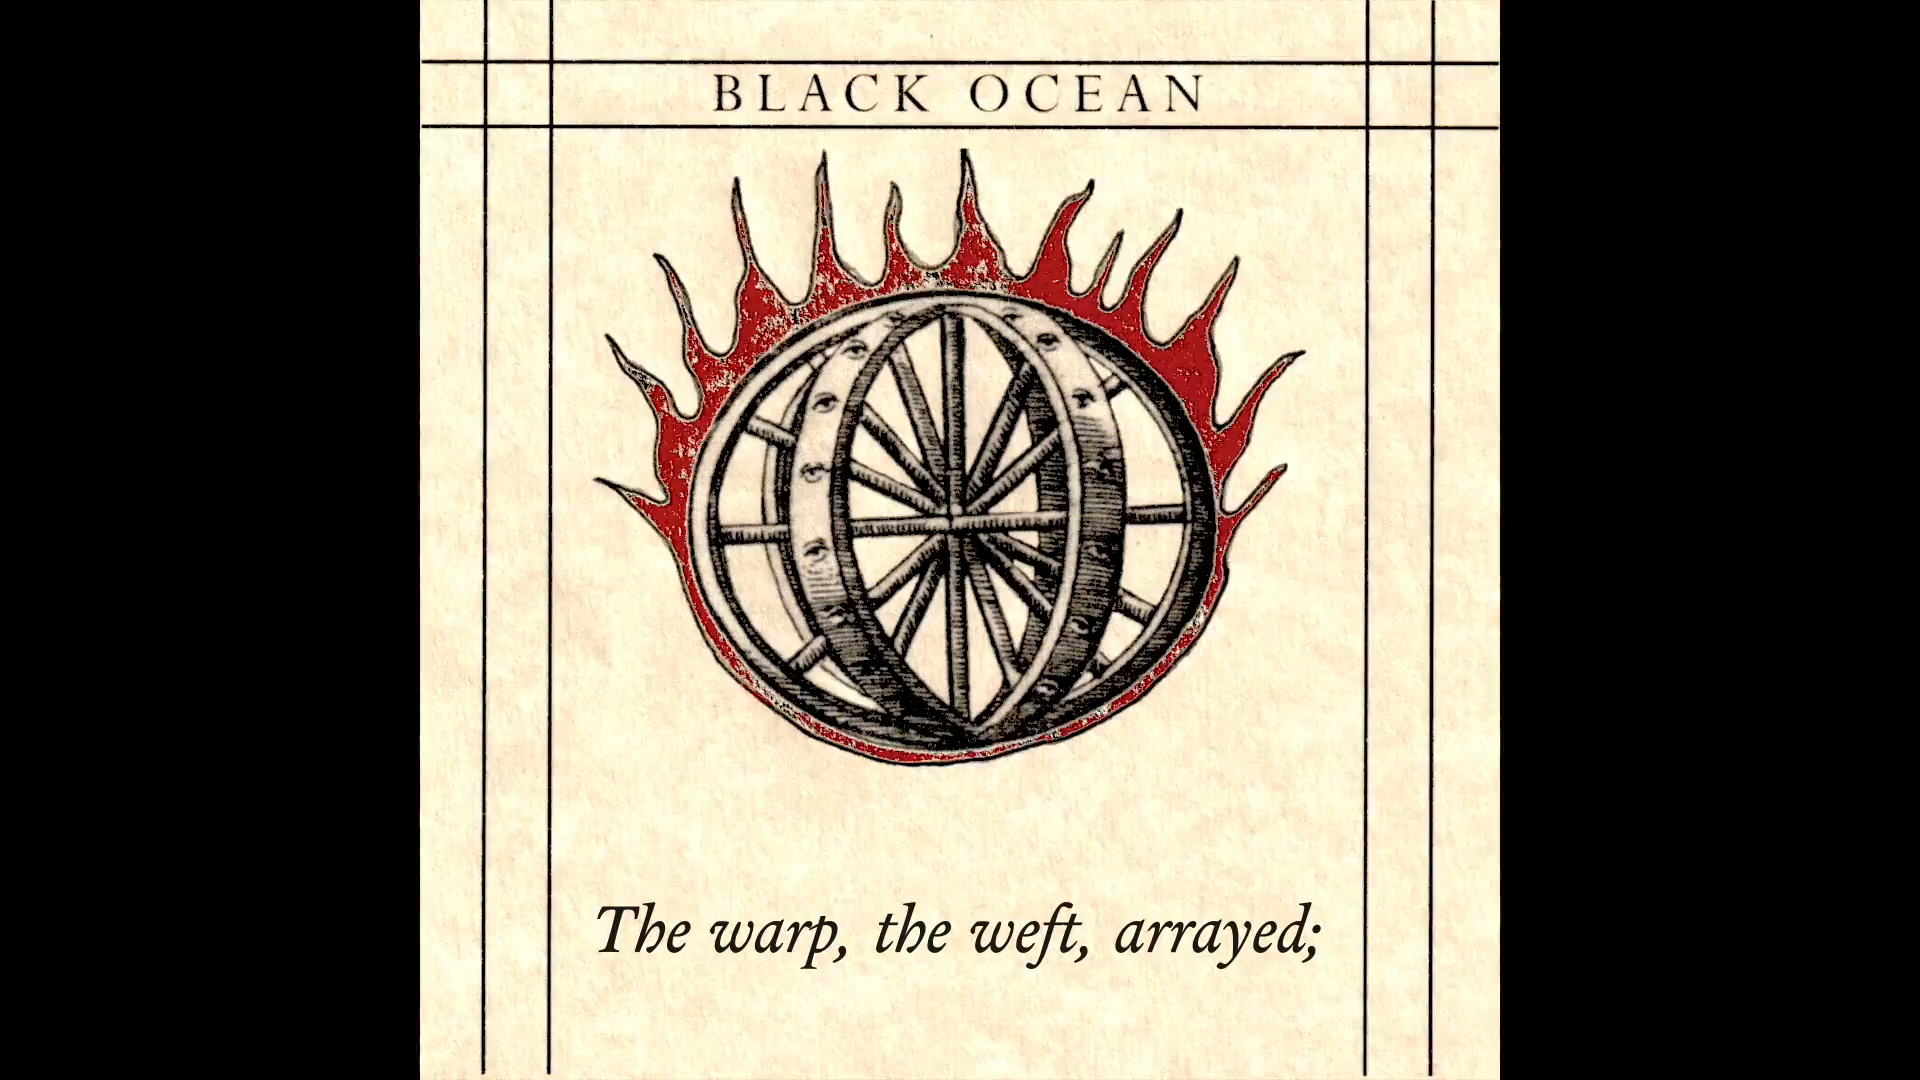 BLACK OCEAN
The warp, the weft, arrayed;